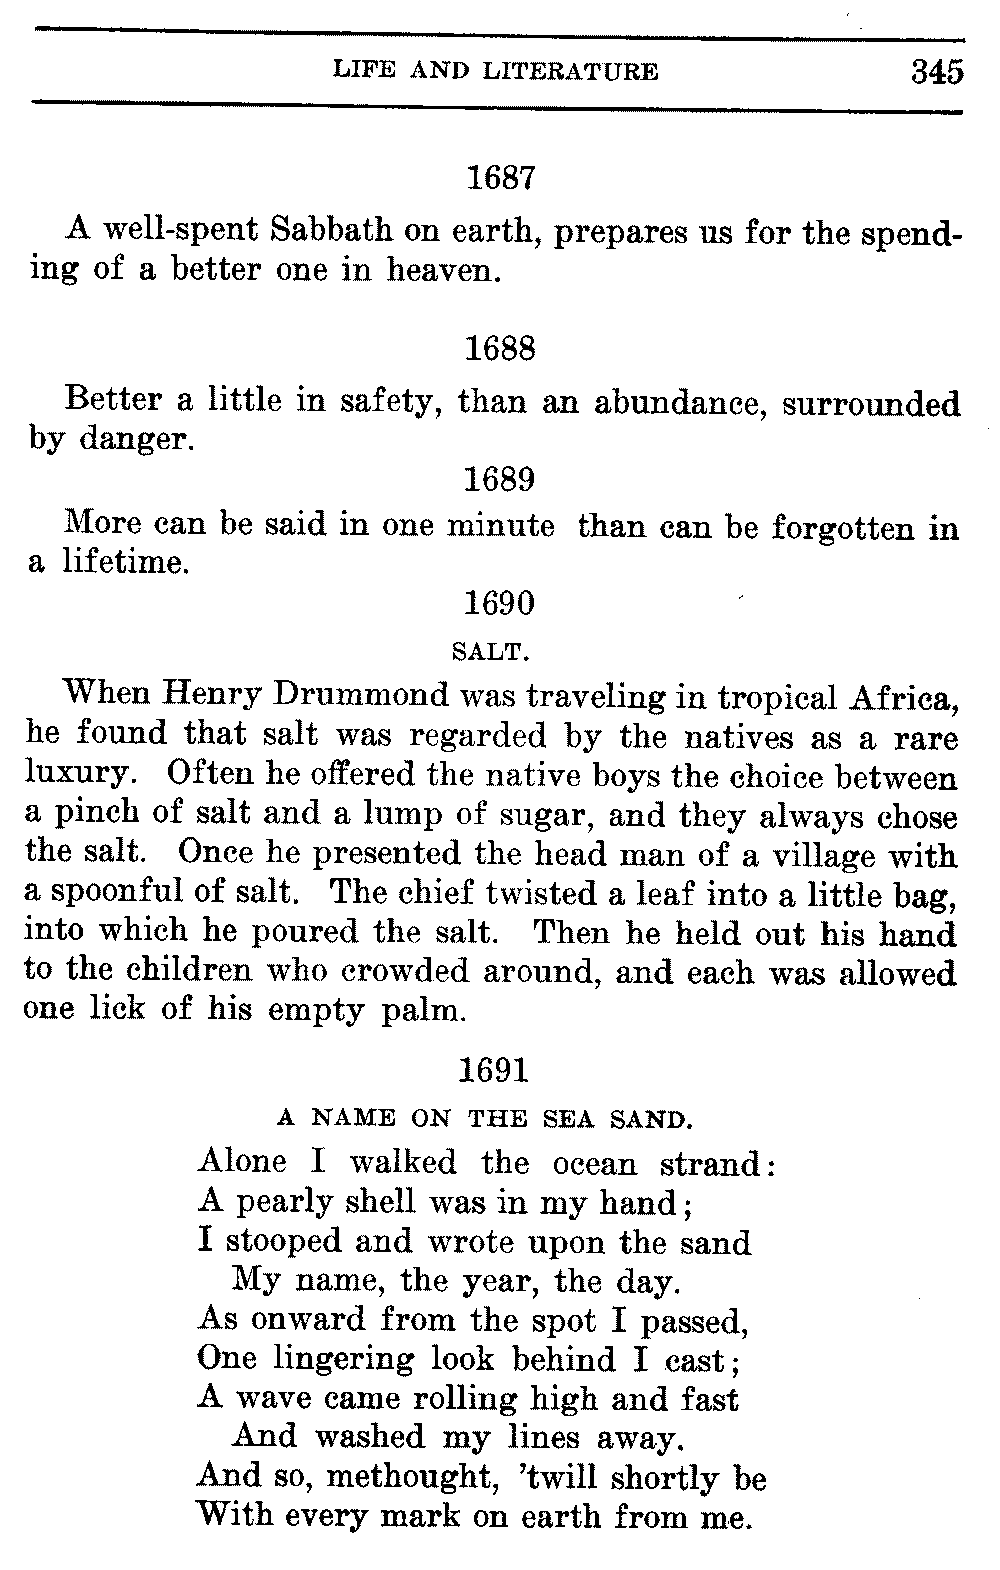 LIFE AND LITERATURE 345
1687
A well-spent Sabbath on earth, prepares us for the spend-
ing of a better one in heaven.
1688
Better a little in safety, than an abundance, surrounded
by danger.
1689
More can be said in one minute than can be forgotten in
a lifetime.
1690
SALT.
When Henry Drummond was traveling in tropical Africa,
he found that salt was regarded by the natives as a rare
luxury. Often he offered the native boys the choice between
a pinch of salt and a lump of sugar, and they always chose
the salt. Once he presented the head man of a village with
a spoonful of salt. The chief twisted a leaf into a little bag,
into which he poured the salt. Then he held out his hand
to the children who crowded around, and each was allowed
one lick of his empty palm.
1691
A NAME ON THE SEA SAND.
Alone I walked the ocean strand:
A pearly shell was in my hand;
I stooped and wrote upon the sand
My name, the year, the day.
As onward from the spot I passed,
One lingering look behind I cast;
A wave came rolling high and fast
And washed my lines away.
And so, methought, 'twill shortly be
With every mark on earth from me.